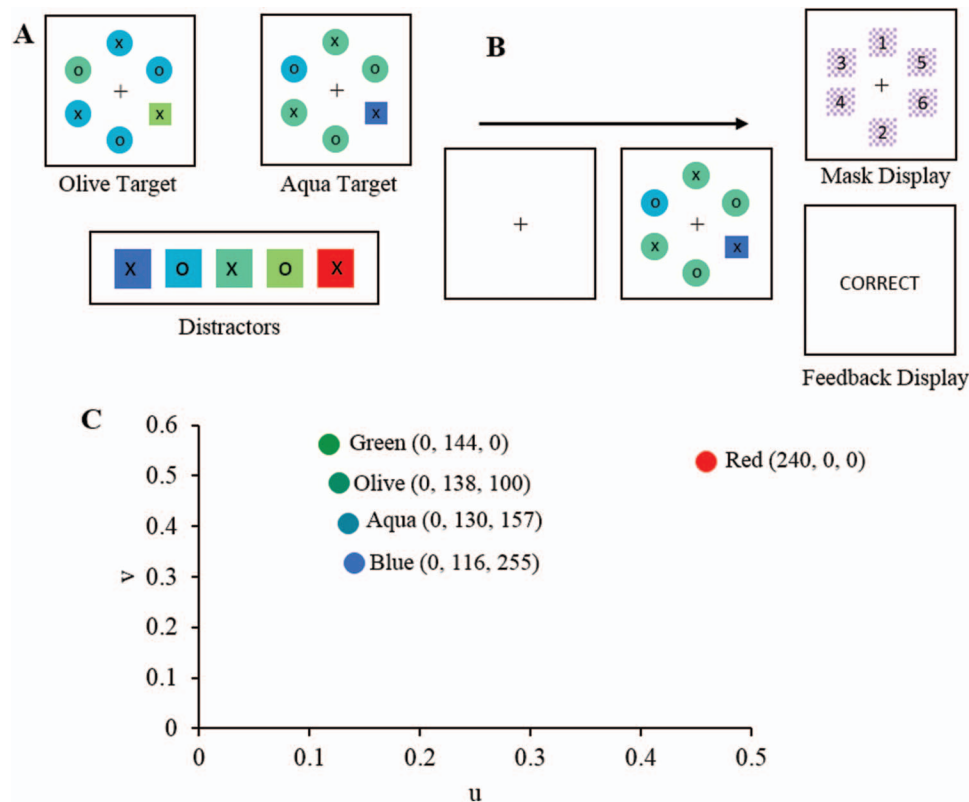 A
x
o o
+
x x
o
Olive Target
x
o o
+
x x
o
Aqua Target
x o x o x
Distractors
B
+
x
o o
+
x x
o
1
3 5
+
4 6
2
Mask Display
CORRECT
Feedback Display
C
0.6
0.5
0.4
0.3
0.2
0.1
0
v
Green (0, 144, 0)
Olive (0, 138, 100)
Aqua (0, 130, 157)
Blue (0, 116, 255)
Red (240, 0, 0)
0 0.1 0.2 0.3 0.4 0.5
u